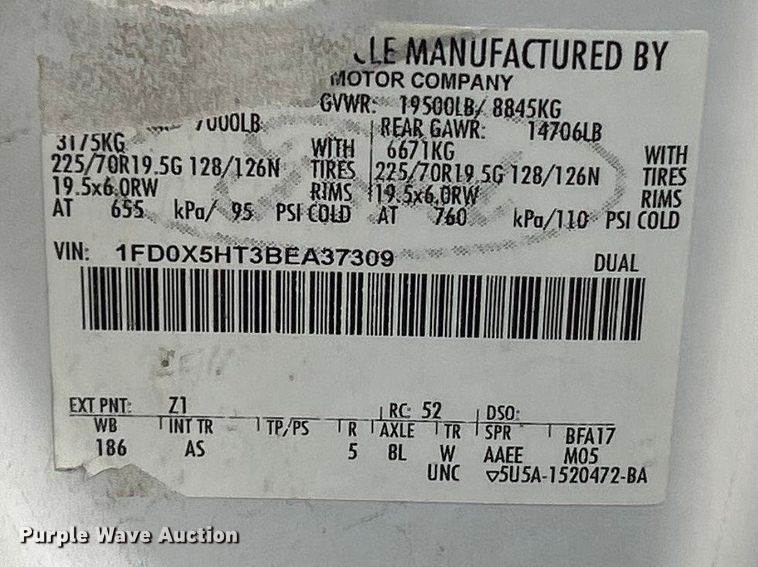 MANUFACTURED BY
MOTOR COMPANY
GVWR: 19500LB/ 8845KG
7000LB REAR GAWR: 14706LB
3175KG WITH 6671KG WITH
225/70R19.5G 128/126N TIRES 225/70R19.5G 128/126N TIRES
19.5x6.0RW RIMS 19.5x6.0RW RIMS
AT 655 kPa/ 95 PSI COLD AT 760 kPa/110 PSI COLD
VIN: 1FD0X5HT3BEA37309 DUAL
EXT PNT: Z1 RC: 52 DSO:
WB INT TR TP/PS R AXLE TR SPR BFA17
186 AS 5 8L W AAEE M05
UNC ▽5U5A-1520472-BA
Purple Wave Auction